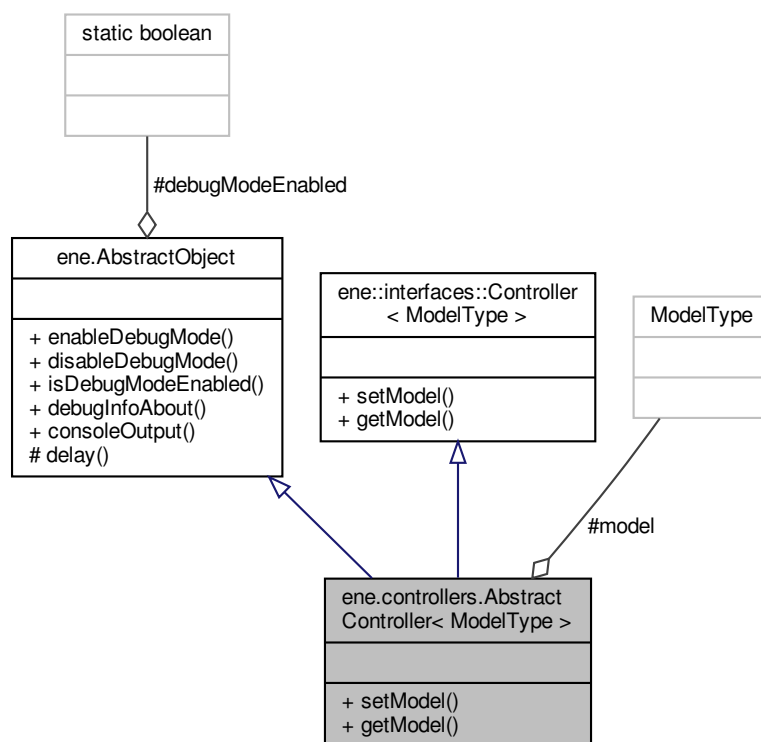 static boolean
#debugModeEnabled
ene.AbstractObject
+ enableDebugMode()
+ disableDebugMode()
+ isDebugModeEnabled()
+ debugInfoAbout()
+ consoleOutput()
# delay()
ene::interfaces::Controller
< ModelType >
+ setModel()
+ getModel()
ModelType
#model
ene.controllers.Abstract
Controller< ModelType >
+ setModel()
+ getModel()